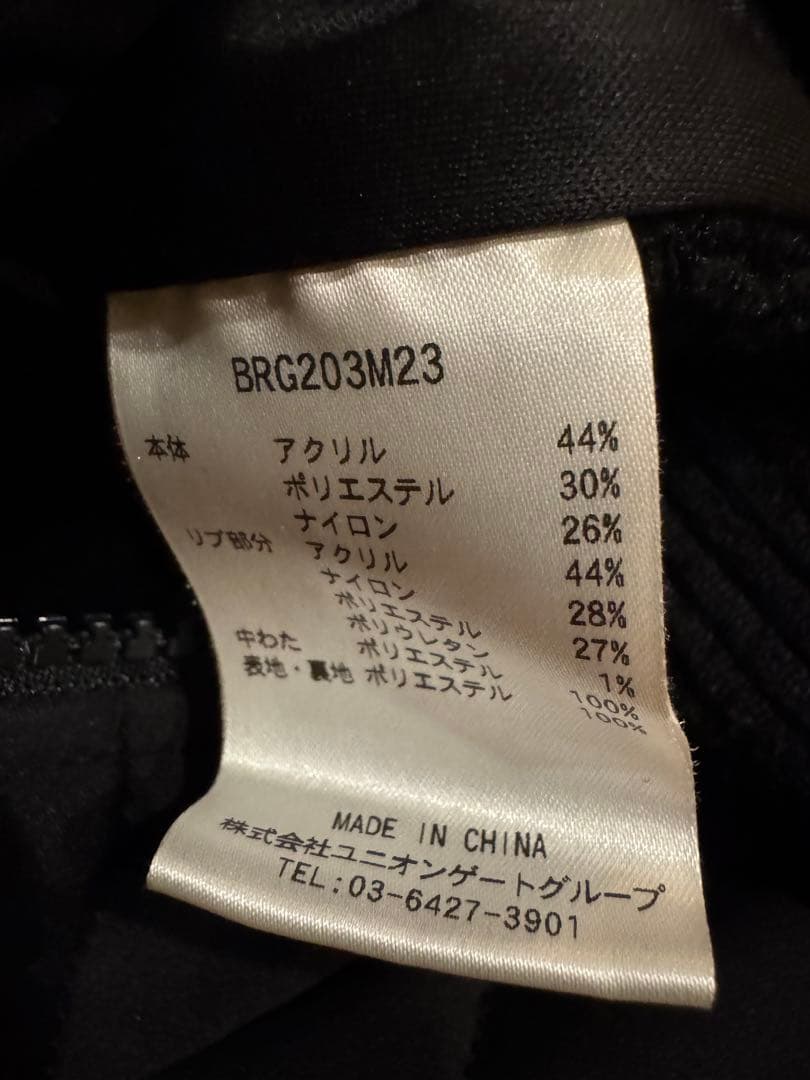 BRG203M23
本体 アクリル 44%
ポリエステル 30%
ナイロン 26%
リブ部分 アクリル 44%
ナイロン 28%
ポリエステル 27%
ポリウレタン 1%
中わた ポリエステル 100%
表地・裏地 ポリエステル 100%
MADE IN CHINA
株式会社ユニオンゲートグループ
TEL:03-6427-3901